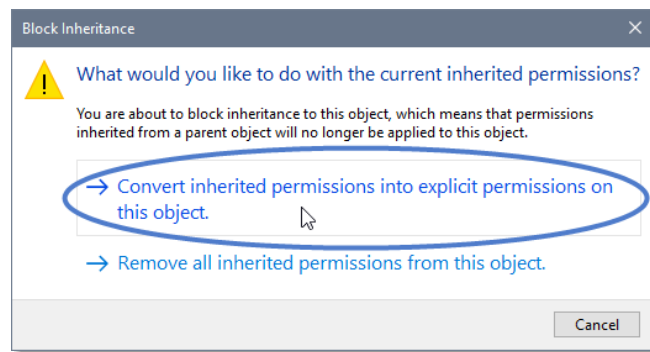 Block Inheritance
What would you like to do with the current inherited permissions?
You are about to block inheritance to this object, which means that permissions
inherited from a parent object will no longer be applied to this object.
Convert inherited permissions into explicit permissions on
this object.
Remove all inherited permissions from this object.
Cancel